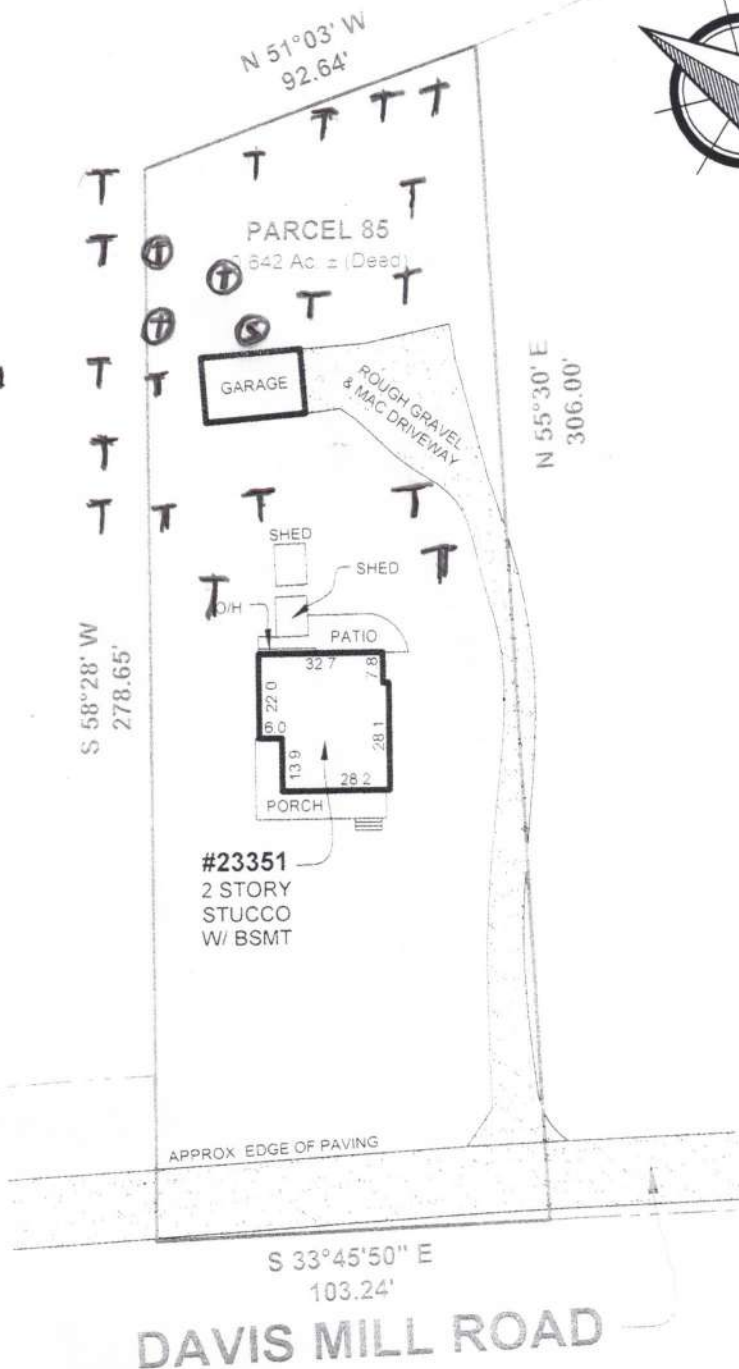 N 51°03' W
92.64'
T T T
T
T T
PARCEL 85
T T
0.642 Ac. ± (Deed)
T
T T
T S
GARAGE
ROUGH GRAVEL
& MAC DRIVEWAY
N 55°30' E
306.00'
T T
T
T T T T
SHED
T
SHED
T
O/H
PATIO
32.7
7.8
22.0
S 58°28' W
278.65'
6.0
28.1
13.9
28.2
PORCH
#23351
2 STORY
STUCCO
W/ BSMT
APPROX EDGE OF PAVING
S 33°45'50" E
103.24'
DAVIS MILL ROAD